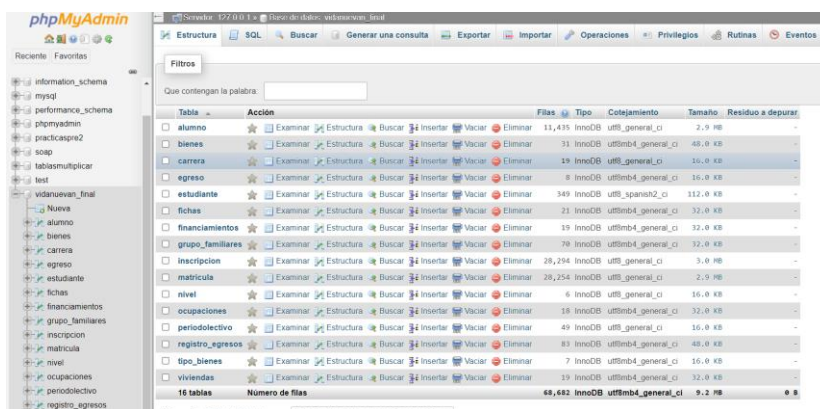 phpMyAdmin
Reciente Favoritas
information_schema
mysql
performance_schema
phpmyadmin
practicaspre2
soap
tablasmultiplicar
test
vidanuevan_final
Nueva
alumno
bienes
carrera
egreso
estudiante
fichas
financiamientos
grupo_familiares
inscripcion
matricula
nivel
ocupaciones
periodolectivo
registro_egresos
Servidor: 127.0.0.1 » Base de datos: vidanuevan_final
Estructura SQL Buscar Generar una consulta Exportar Importar Operaciones Privilegios Rutinas Eventos
Filtros
Que contengan la palabra:
Tabla Acción Filas Tipo Cotejamiento Tamaño Residuo a depurar
alumno Examinar Estructura Buscar Insertar Vaciar Eliminar 11,435 InnoDB utf8_general_ci 2.9 MB -
bienes Examinar Estructura Buscar Insertar Vaciar Eliminar 31 InnoDB utf8mb4_general_ci 48.0 KB -
carrera Examinar Estructura Buscar Insertar Vaciar Eliminar 19 InnoDB utf8_general_ci 16.0 KB -
egreso Examinar Estructura Buscar Insertar Vaciar Eliminar 8 InnoDB utf8mb4_general_ci 16.0 KB -
estudiante Examinar Estructura Buscar Insertar Vaciar Eliminar 349 InnoDB utf8_spanish2_ci 112.0 KB -
fichas Examinar Estructura Buscar Insertar Vaciar Eliminar 21 InnoDB utf8mb4_general_ci 32.0 KB -
financiamientos Examinar Estructura Buscar Insertar Vaciar Eliminar 19 InnoDB utf8mb4_general_ci 32.0 KB -
grupo_familiares Examinar Estructura Buscar Insertar Vaciar Eliminar 70 InnoDB utf8mb4_general_ci 32.0 KB -
inscripcion Examinar Estructura Buscar Insertar Vaciar Eliminar 28,294 InnoDB utf8_general_ci 3.0 MB -
matricula Examinar Estructura Buscar Insertar Vaciar Eliminar 28,254 InnoDB utf8_general_ci 2.9 MB -
nivel Examinar Estructura Buscar Insertar Vaciar Eliminar 6 InnoDB utf8_general_ci 16.0 KB -
ocupaciones Examinar Estructura Buscar Insertar Vaciar Eliminar 18 InnoDB utf8mb4_general_ci 32.0 KB -
periodolectivo Examinar Estructura Buscar Insertar Vaciar Eliminar 49 InnoDB utf8_general_ci 16.0 KB -
registro_egresos Examinar Estructura Buscar Insertar Vaciar Eliminar 83 InnoDB utf8mb4_general_ci 48.0 KB -
tipo_bienes Examinar Estructura Buscar Insertar Vaciar Eliminar 7 InnoDB utf8mb4_general_ci 16.0 KB -
viviendas Examinar Estructura Buscar Insertar Vaciar Eliminar 19 InnoDB utf8mb4_general_ci 32.0 KB -
16 tablas Número de filas 68,682 InnoDB utf8mb4_general_ci 9.2 MB 0 B